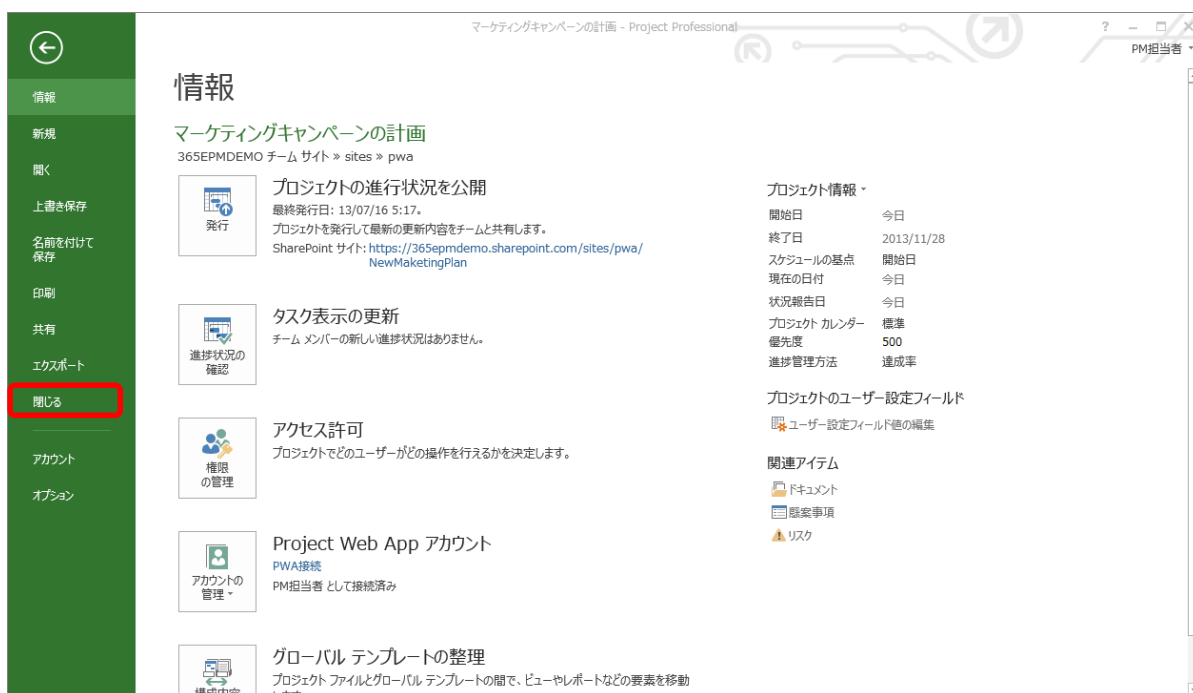 マーケティングキャンペーンの計画 - Project Professional
?
PM担当者
情報
新規
開く
上書き保存
名前を付けて
保存
印刷
共有
エクスポート
閉じる
アカウント
オプション
情報
マーケティングキャンペーンの計画
365EPMDEMO チーム サイト » sites » pwa
発行
プロジェクトの進行状況を公開
最終発行日: 13/07/16 5:17。
プロジェクトを発行して最新の更新内容をチームと共有します。
SharePoint サイト: https://365epmdemo.sharepoint.com/sites/pwa/
NewMaketingPlan
進捗状況の
確認
タスク表示の更新
チーム メンバーの新しい進捗状況はありません。
権限
の管理
アクセス許可
プロジェクトでどのユーザーがどの操作を行えるかを決定します。
アカウントの
管理
Project Web App アカウント
PWA接続
PM担当者 として接続済み
構成内容
グローバル テンプレートの整理
プロジェクト ファイルとグローバル テンプレートの間で、ビューやレポートなどの要素を移動
します。
プロジェクト情報
開始日 今日
終了日 2013/11/28
スケジュールの基点 開始日
現在の日付 今日
状況報告日 今日
プロジェクト カレンダー 標準
優先度 500
進捗管理方法 達成率
プロジェクトのユーザー設定フィールド
ユーザー設定フィールド値の編集
関連アイテム
ドキュメント
懸案事項
リスク